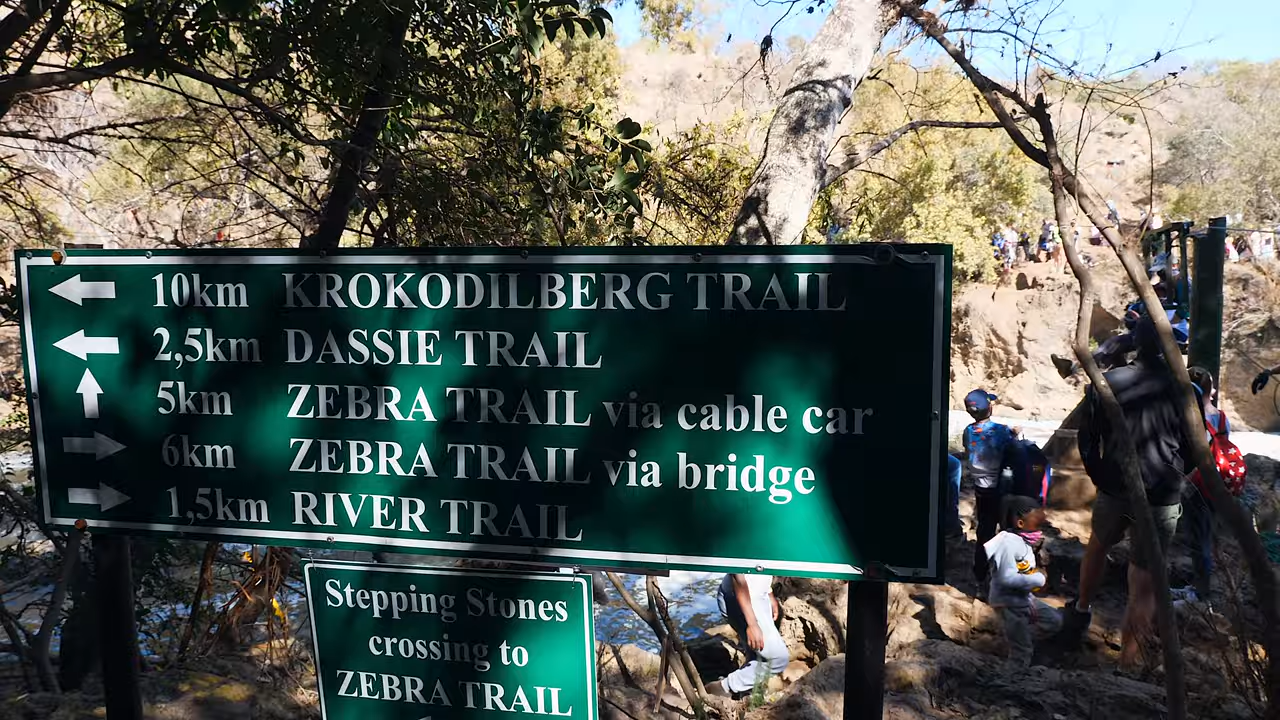 10km KROKODILBERG TRAIL
2,5km DASSIE TRAIL
5km ZEBRA TRAIL via cable car
6km ZEBRA TRAIL via bridge
1,5km RIVER TRAIL
Stepping Stones
crossing to
ZEBRA TRAIL